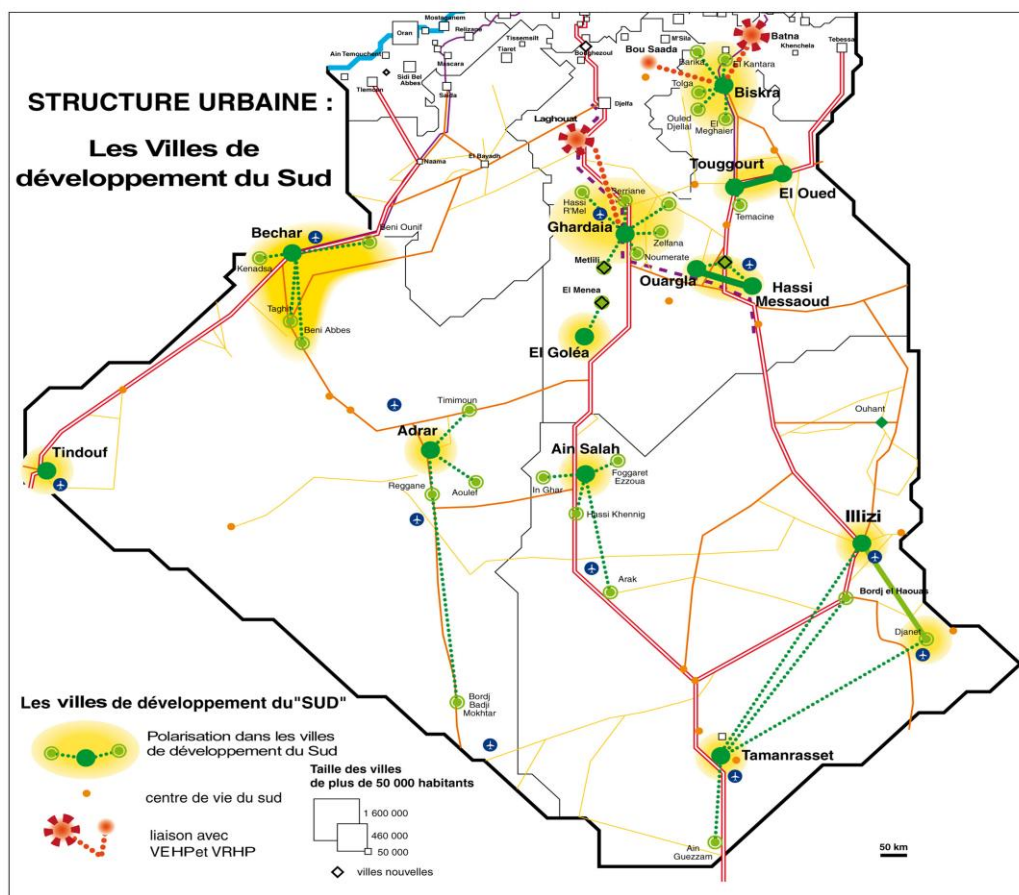 STRUCTURE URBAINE :
Les Villes de
développement du Sud
Mostaganem
Oran
Relizane
Tissemsilt
Tiaret
Ain Temouchent
Mascara
Sidi Bel
Abbes
Tlemcen
Saida
Boughezoul
M'Sila
Batna
Khenchela
Tebessa
Bou Saada
Barika
El Kantara
Tolga
Biskra
Ouled
Djellal
El
Meghaier
Djelfa
Laghouat
Naama
El Bayadh
Touggourt
El Oued
Temacine
Berriane
Hassi
R'Mel
Ghardaia
Zelfana
Noumerate
Metlili
Bechar
Beni Ounif
Kenadsa
Taghit
Beni Abbes
Ouargla
Hassi
Messaoud
El Menea
El Goléa
Timimoun
Adrar
Ouhant
Tindouf
Reggane
Aoulef
Ain Salah
In Ghar
Foggaret
Ezzoua
Hassi Khennig
Illizi
Arak
Bordj el Haouas
Djanet
Bordj
Badji
Mokhtar
Tamanrasset
Ain
Guezzam
Les villes de développement du"SUD"
Polarisation dans les villes
de développement du Sud
centre de vie du sud
liaison avec
VEHPet VRHP
Taille des villes
de plus de 50 000 habitants
1 600 000
460 000
50 000
villes nouvelles
50 km